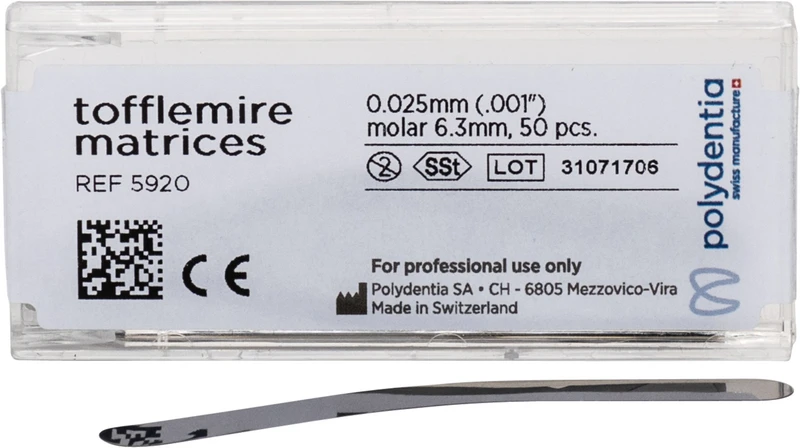 tofflemire
matrices
REF 5920
0.025mm (.001")
molar 6.3mm, 50 pcs.
2 SSt LOT 31071706
CE
For professional use only
Polydentia SA • CH - 6805 Mezzovico-Vira
Made in Switzerland
polydentia
swiss manufacture